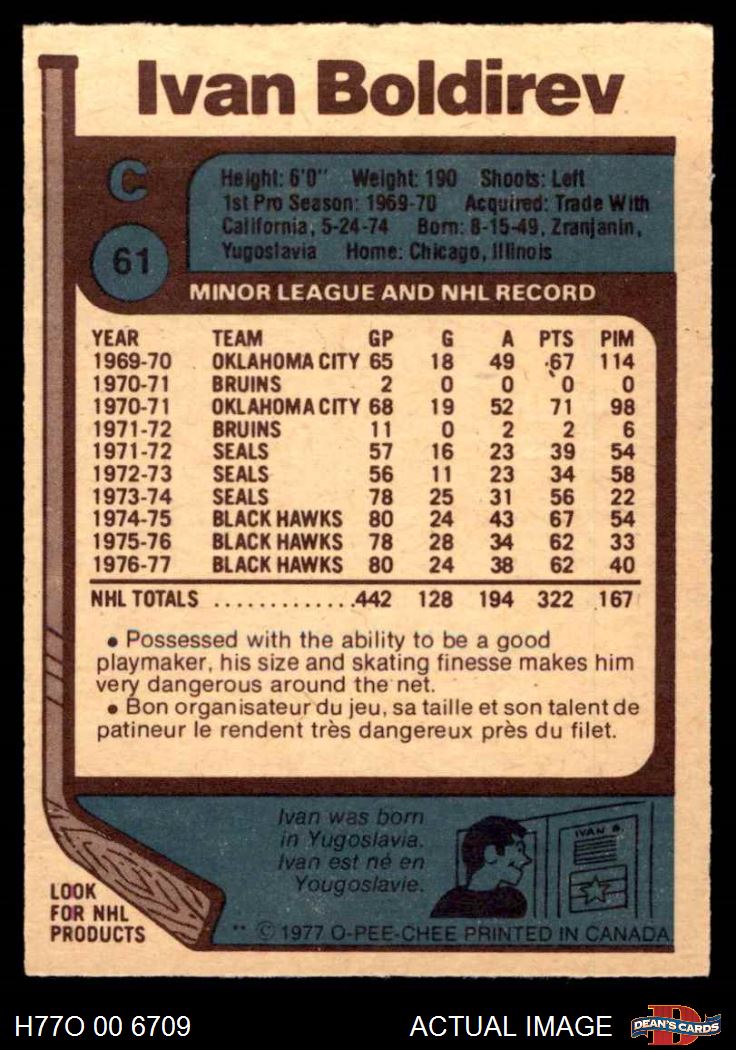 Ivan Boldirev
C
61
Height: 6'0" Weight: 190 Shoots: Left
1st Pro Season: 1969-70 Acquired: Trade With
California, 5-24-74 Born: 8-15-49, Zranjanin,
Yugoslavia Home: Chicago, Illinois
MINOR LEAGUE AND NHL RECORD
YEAR TEAM GP G A PTS PIM
1969-70 OKLAHOMA CITY 65 18 49 67 114
1970-71 BRUINS 2 0 0 0 0
1970-71 OKLAHOMA CITY 68 19 52 71 98
1971-72 BRUINS 11 0 2 2 6
1971-72 SEALS 57 16 23 39 54
1972-73 SEALS 56 11 23 34 58
1973-74 SEALS 78 25 31 56 22
1974-75 BLACK HAWKS 80 24 43 67 54
1975-76 BLACK HAWKS 78 28 34 62 33
1976-77 BLACK HAWKS 80 24 38 62 40
NHL TOTALS .............442 128 194 322 167
• Possessed with the ability to be a good
playmaker, his size and skating finesse makes him
very dangerous around the net.
• Bon organisateur du jeu, sa taille et son talent de
patineur le rendent très dangereux près du filet.
Ivan was born
in Yugoslavia.
Ivan est né en
Yougoslavie.
IVAN B.
LOOK
FOR NHL
PRODUCTS
** © 1977 O-PEE-CHEE PRINTED IN CANADA
H77O 00 6709
ACTUAL IMAGE
D
DEAN'S CARDS